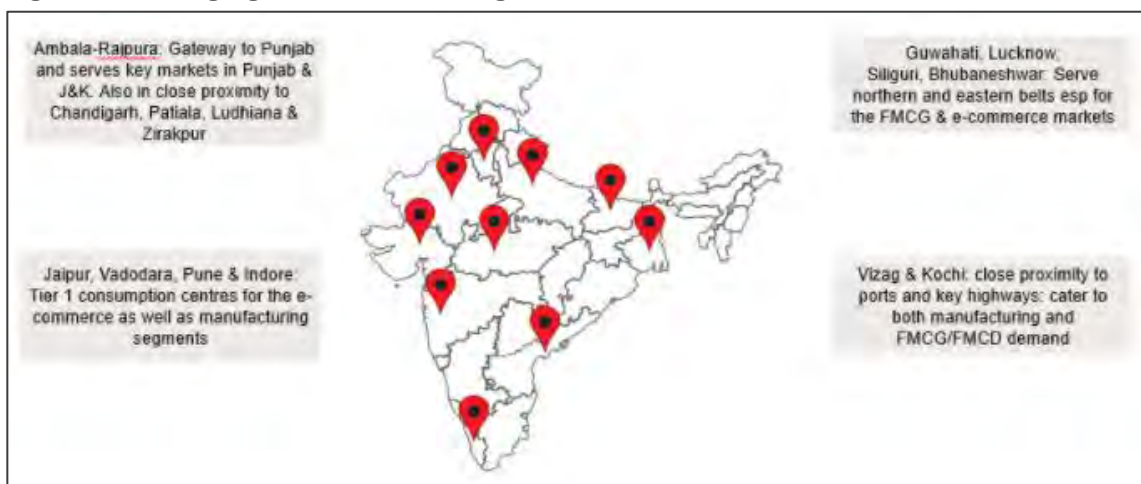 Ambala-Rajpura: Gateway to Punjab
and serves key markets in Punjab &
J&K. Also in close proximity to
Chandigarh, Patiala, Ludhiana &
Zirakpur
Guwahati, Lucknow,
Siliguri, Bhubaneshwar: Serve
northern and eastern belts esp for
the FMCG & e-commerce markets
Jaipur, Vadodara, Pune & Indore:
Tier 1 consumption centres for the e-
commerce as well as manufacturing
segments
Vizag & Kochi: close proximity to
ports and key highways: cater to
both manufacturing and
FMCG/FMCD demand